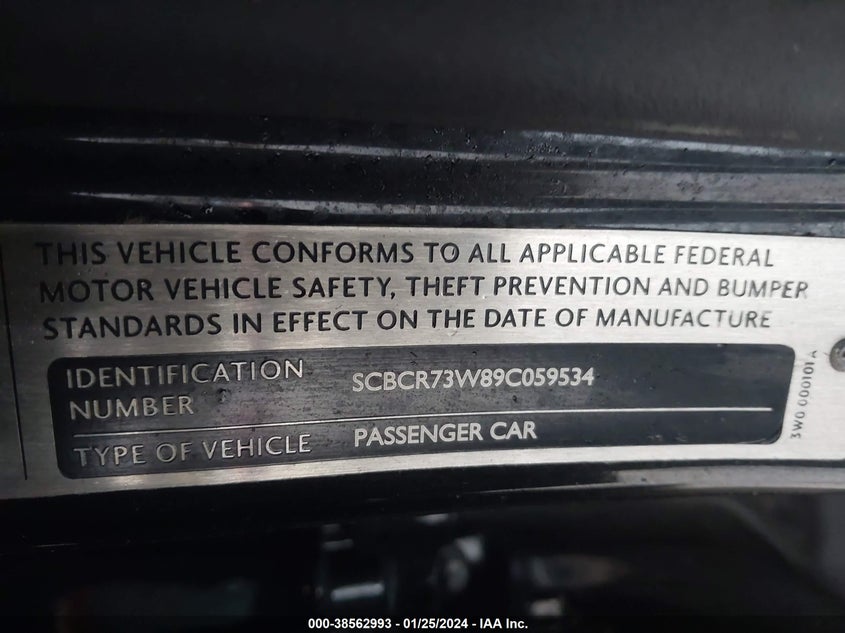 THIS VEHICLE CONFORMS TO ALL APPLICABLE FEDERAL
MOTOR VEHICLE SAFETY, THEFT PREVENTION AND BUMPER
STANDARDS IN EFFECT ON THE DATE OF MANUFACTURE
IDENTIFICATION
NUMBER
SCBCR73W89C059534
TYPE OF VEHICLE
PASSENGER CAR
3W0 000101 A
000-38562993 - 01/25/2024 - IAA Inc.